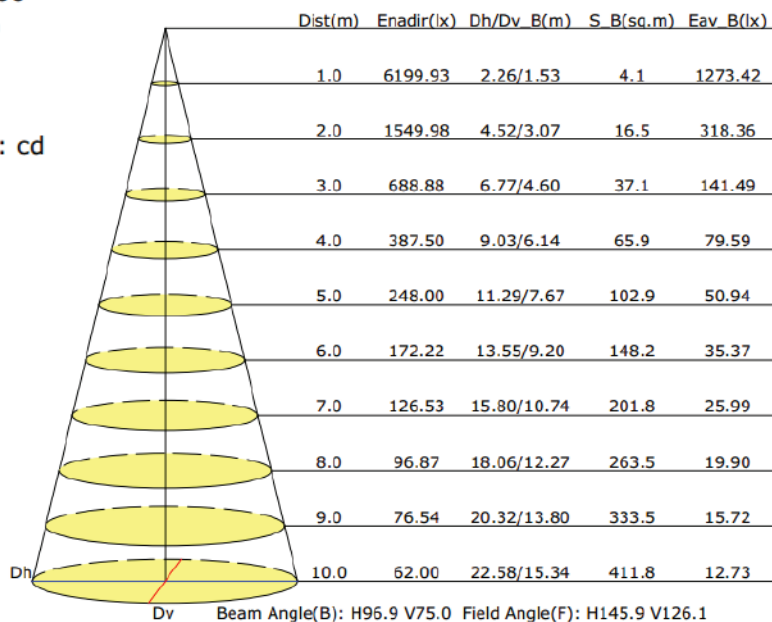 : cd
Dist(m) Enadir(lx) Dh/Dv_B(m) S_B(sq.m) Eav_B(lx)
1.0 6199.93 2.26/1.53 4.1 1273.42
2.0 1549.98 4.52/3.07 16.5 318.36
3.0 688.88 6.77/4.60 37.1 141.49
4.0 387.50 9.03/6.14 65.9 79.59
5.0 248.00 11.29/7.67 102.9 50.94
6.0 172.22 13.55/9.20 148.2 35.37
7.0 126.53 15.80/10.74 201.8 25.99
8.0 96.87 18.06/12.27 263.5 19.90
9.0 76.54 20.32/13.80 333.5 15.72
Dh 10.0 62.00 22.58/15.34 411.8 12.73
Dv Beam Angle(B): H96.9 V75.0 Field Angle(F): H145.9 V126.1